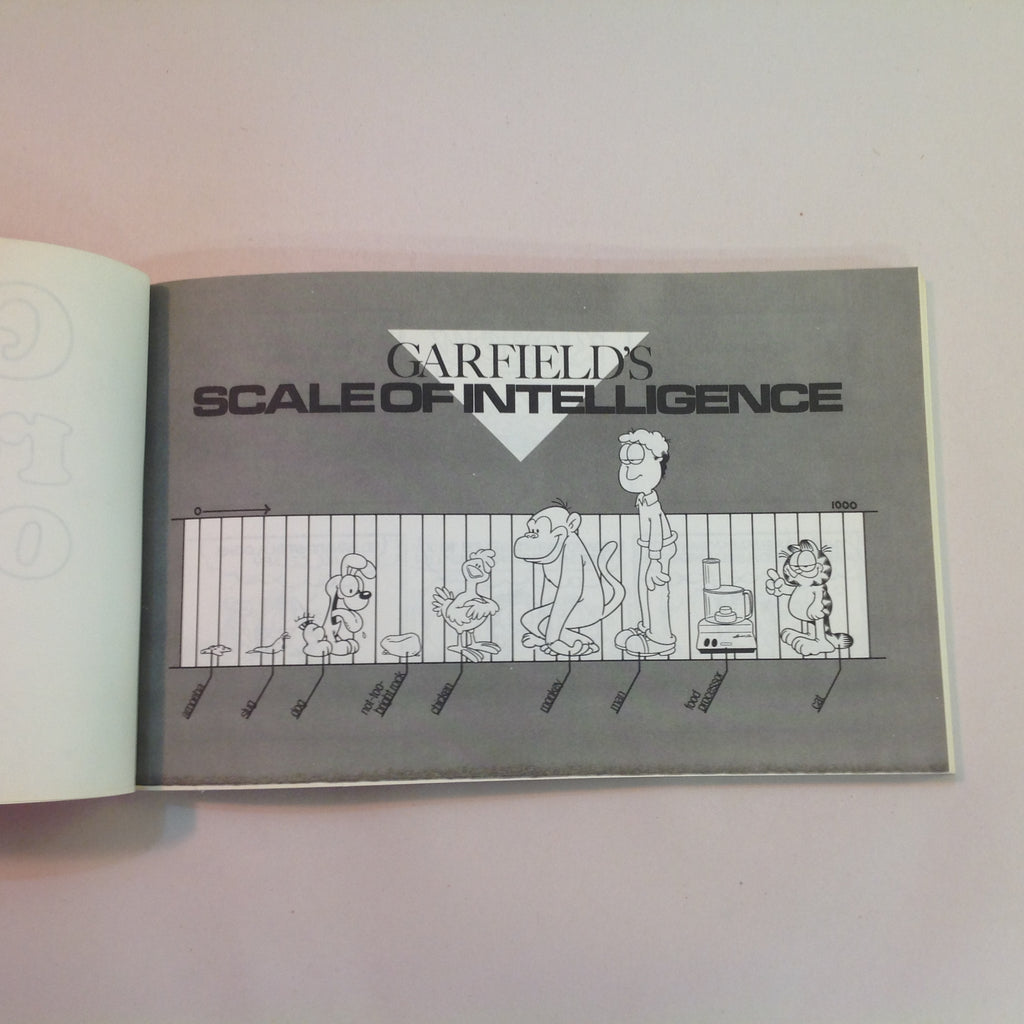 GARFIELD'S
SCALE OF INTELLIGENCE
0
1000
amoeba
slug
dog
not-too-
bright rock
chicken
monkey
man
food
processor
cat